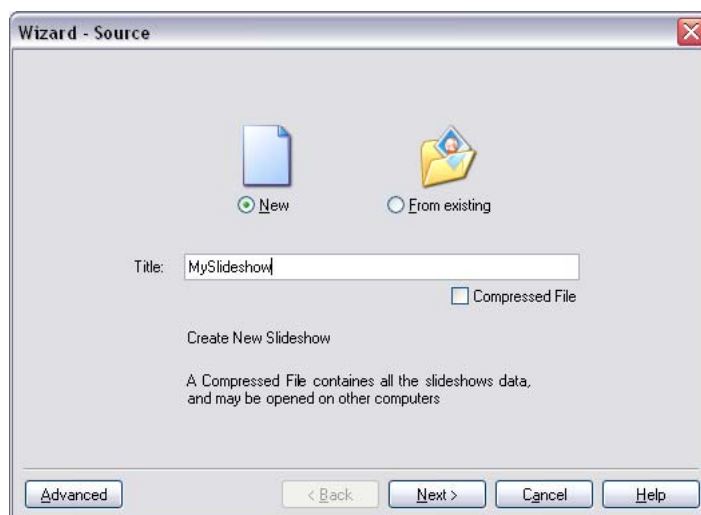 Wizard - Source
New From existing
Title: MySlideshow
Compressed File
Create New Slideshow
A Compressed File containes all the slideshows data,
and may be opened on other computers
Advanced < Back Next > Cancel Help